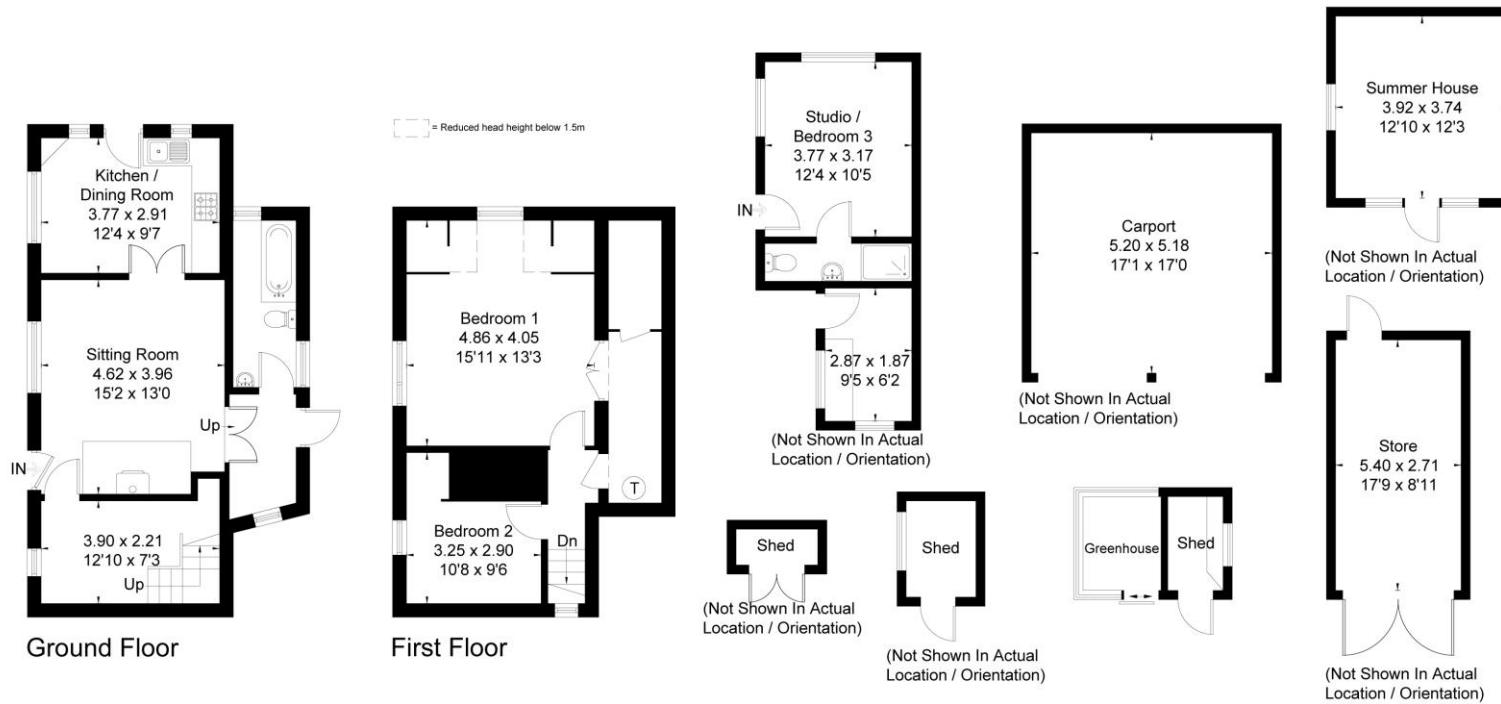 Kitchen /
Dining Room
3.77 x 2.91
12'4 x 9'7
Sitting Room
4.62 x 3.96
15'2 x 13'0
Up
IN
3.90 x 2.21
12'10 x 7'3
Up
Ground Floor
= Reduced head height below 1.5m
Bedroom 1
4.86 x 4.05
15'11 x 13'3
T
Bedroom 2
3.25 x 2.90
10'8 x 9'6
Dn
First Floor
Studio /
Bedroom 3
3.77 x 3.17
12'4 x 10'5
IN
2.87 x 1.87
9'5 x 6'2
(Not Shown In Actual
Location / Orientation)
Shed
(Not Shown In Actual
Location / Orientation)
Shed
(Not Shown In Actual
Location / Orientation)
Carport
5.20 x 5.18
17'1 x 17'0
(Not Shown In Actual
Location / Orientation)
Greenhouse
Shed
Summer House
3.92 x 3.74
12'10 x 12'3
(Not Shown In Actual
Location / Orientation)
Store
5.40 x 2.71
17'9 x 8'11
(Not Shown In Actual
Location / Orientation)